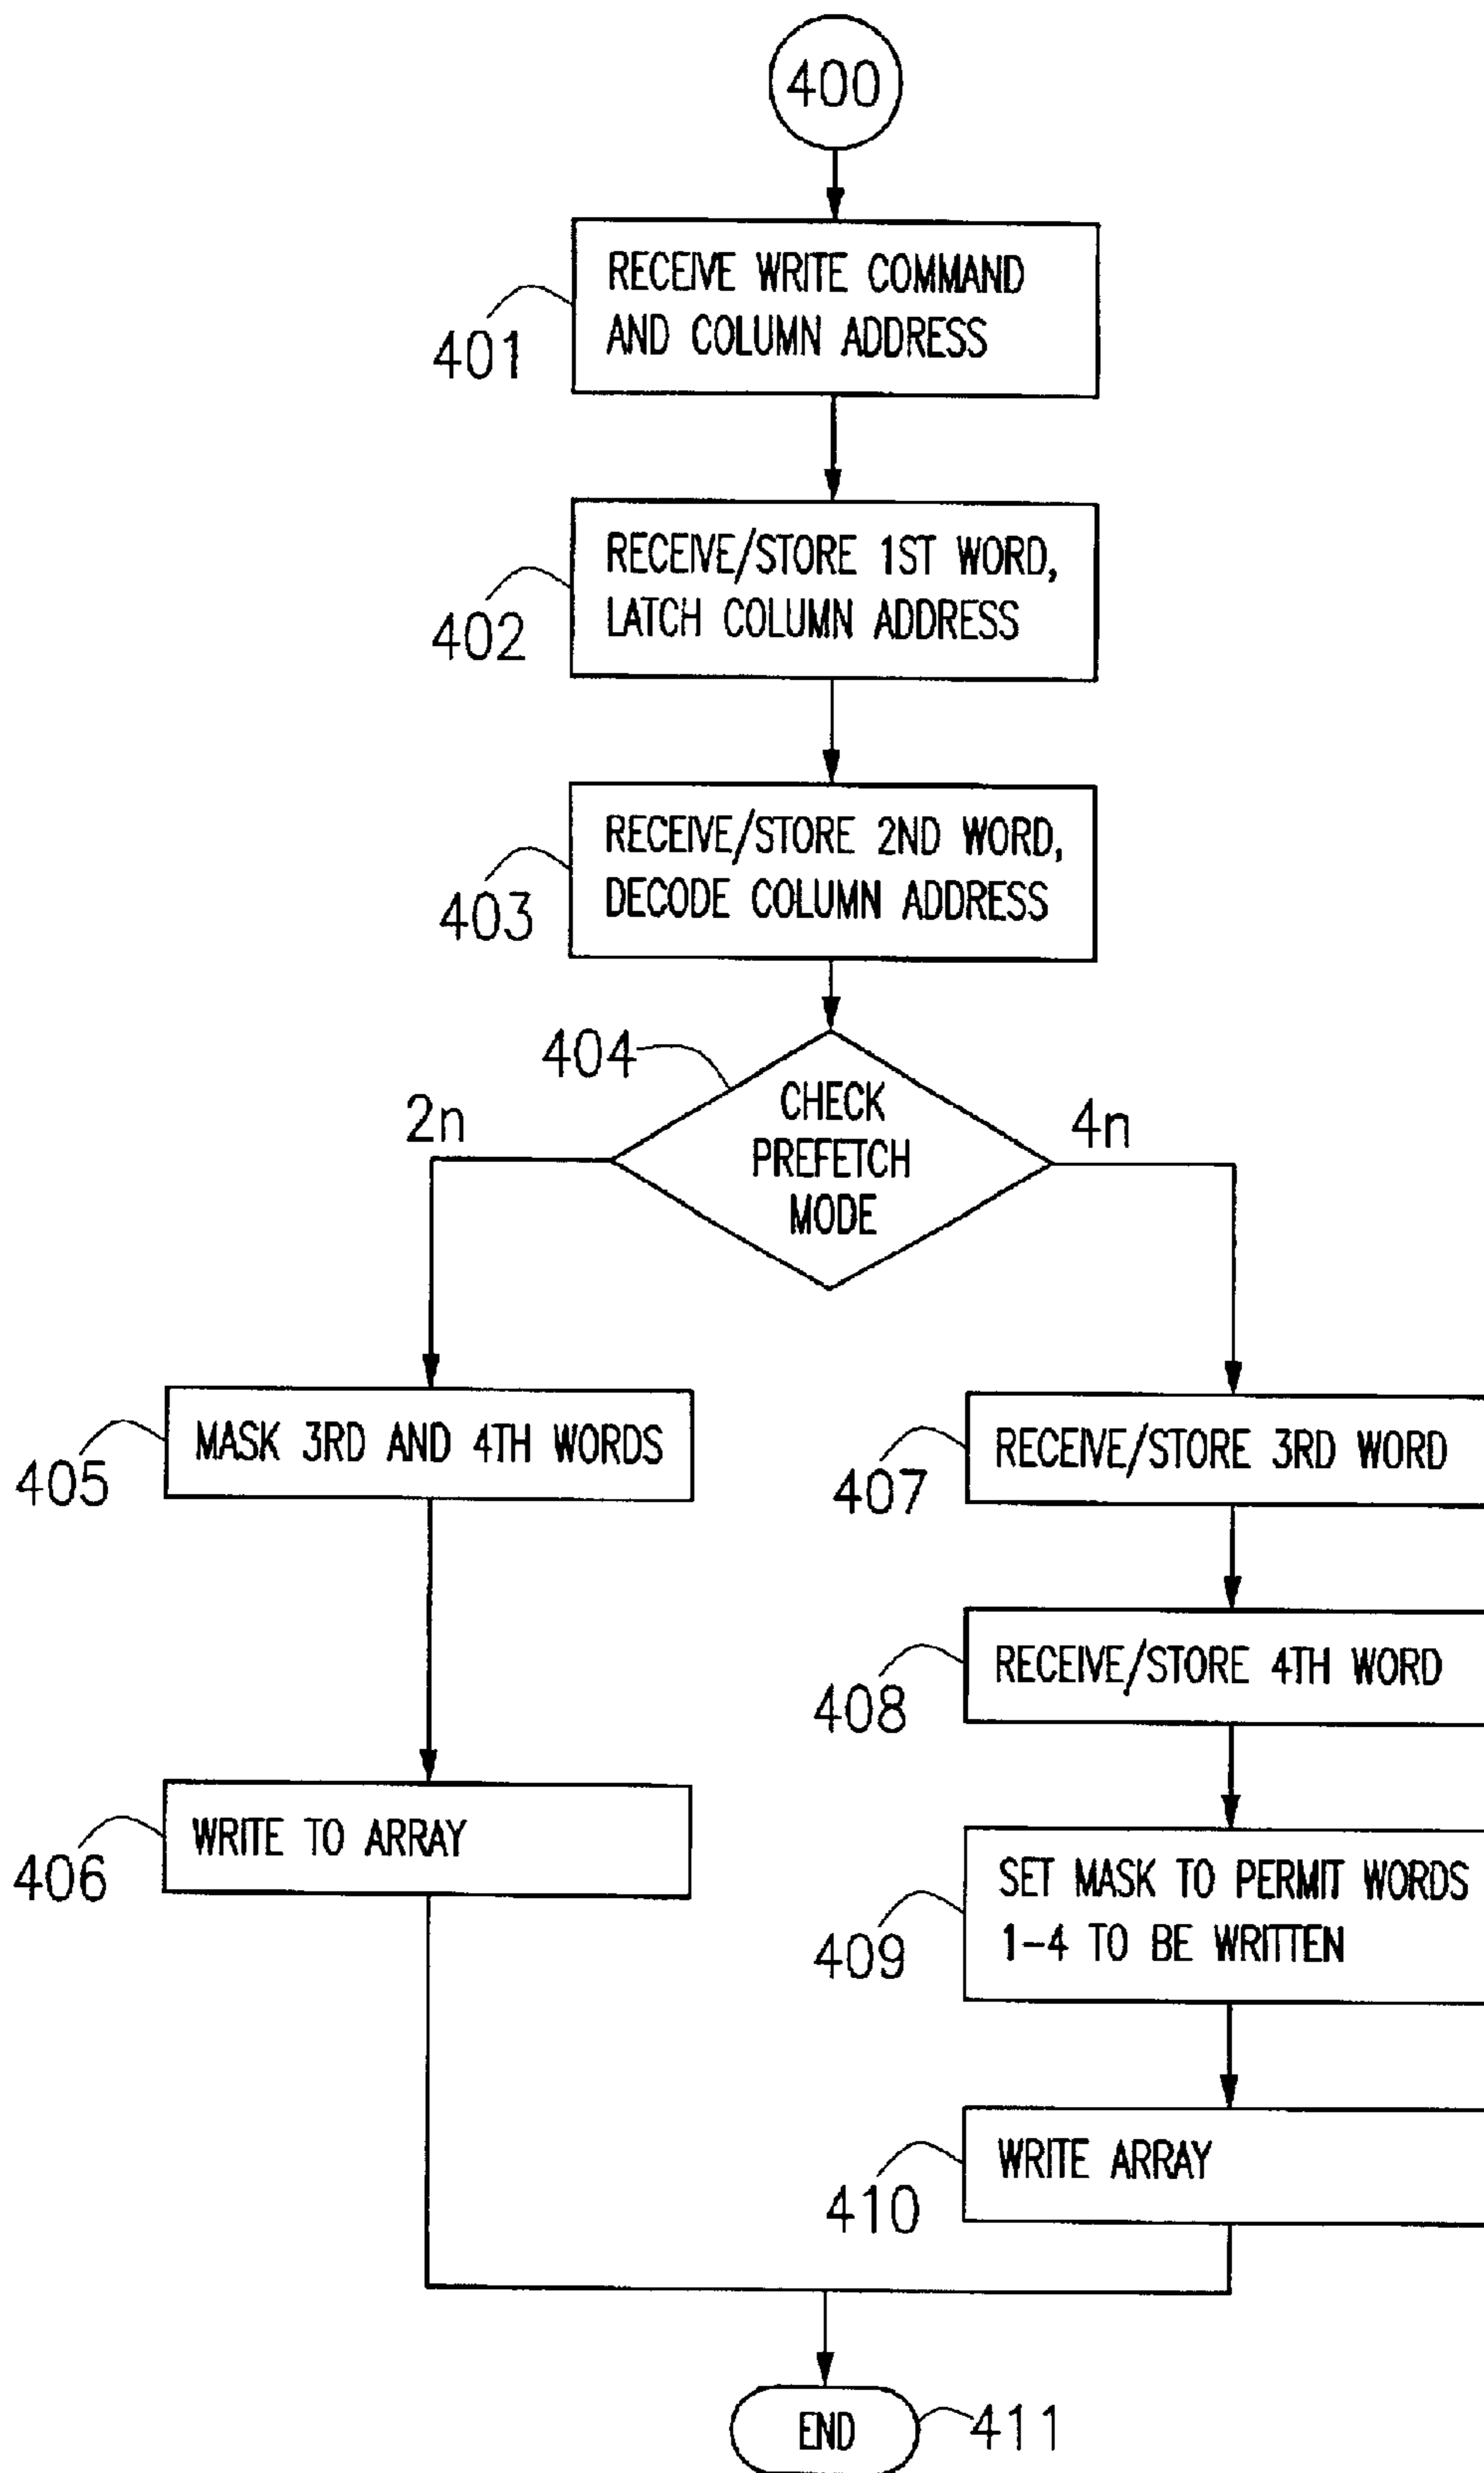 400
RECEIVE WRITE COMMAND
AND COLUMN ADDRESS
401
RECEIVE/STORE 1ST WORD,
LATCH COLUMN ADDRESS
402
RECEIVE/STORE 2ND WORD,
DECODE COLUMN ADDRESS
403
404
CHECK
PREFETCH
MODE
2n
4n
MASK 3RD AND 4TH WORDS
405
WRITE TO ARRAY
406
RECEIVE/STORE 3RD WORD
407
RECEIVE/STORE 4TH WORD
408
SET MASK TO PERMIT WORDS
1-4 TO BE WRITTEN
409
WRITE ARRAY
410
END
411